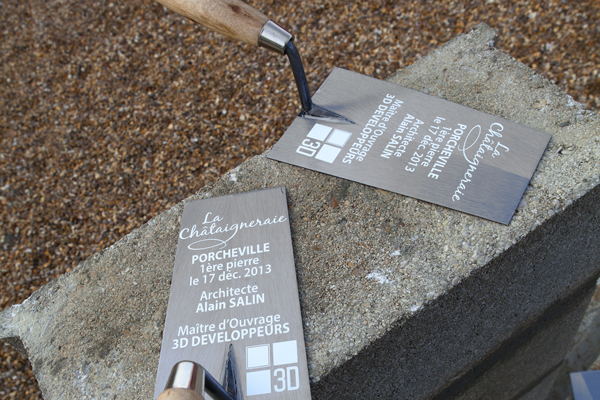 La
Châtaigneraie
PORCHEVILLE
1ère pierre
le 17 déc. 2013
Architecte
Alain SALIN
Maître d'Ouvrage
3D DEVELOPPEURS
3D
La
Châtaigneraie
PORCHEVILLE
1ère pierre
le 17 déc. 2013
Architecte
Alain SALIN
Maître d'Ouvrage
3D DEVELOPPEURS
3D